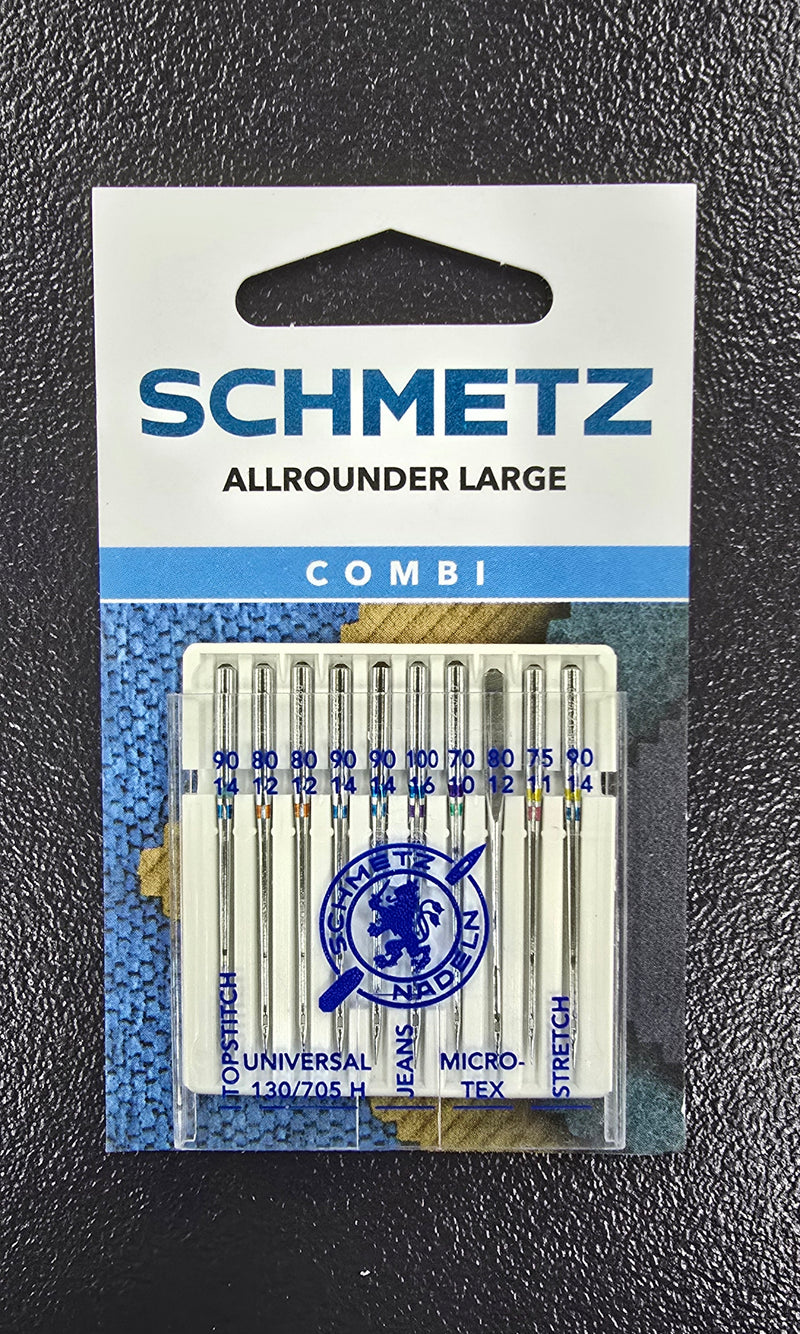 SCHMETZ
ALLROUNDER LARGE
COMBI
90 80 80 90 90 100 70 80 75 90
14 12 12 14 14 16 10 12 11 14
SCHMETZ
NADELN
TOPSTITCH
UNIVERSAL
130/705 H
JEANS
MICRO-
TEX
STRETCH